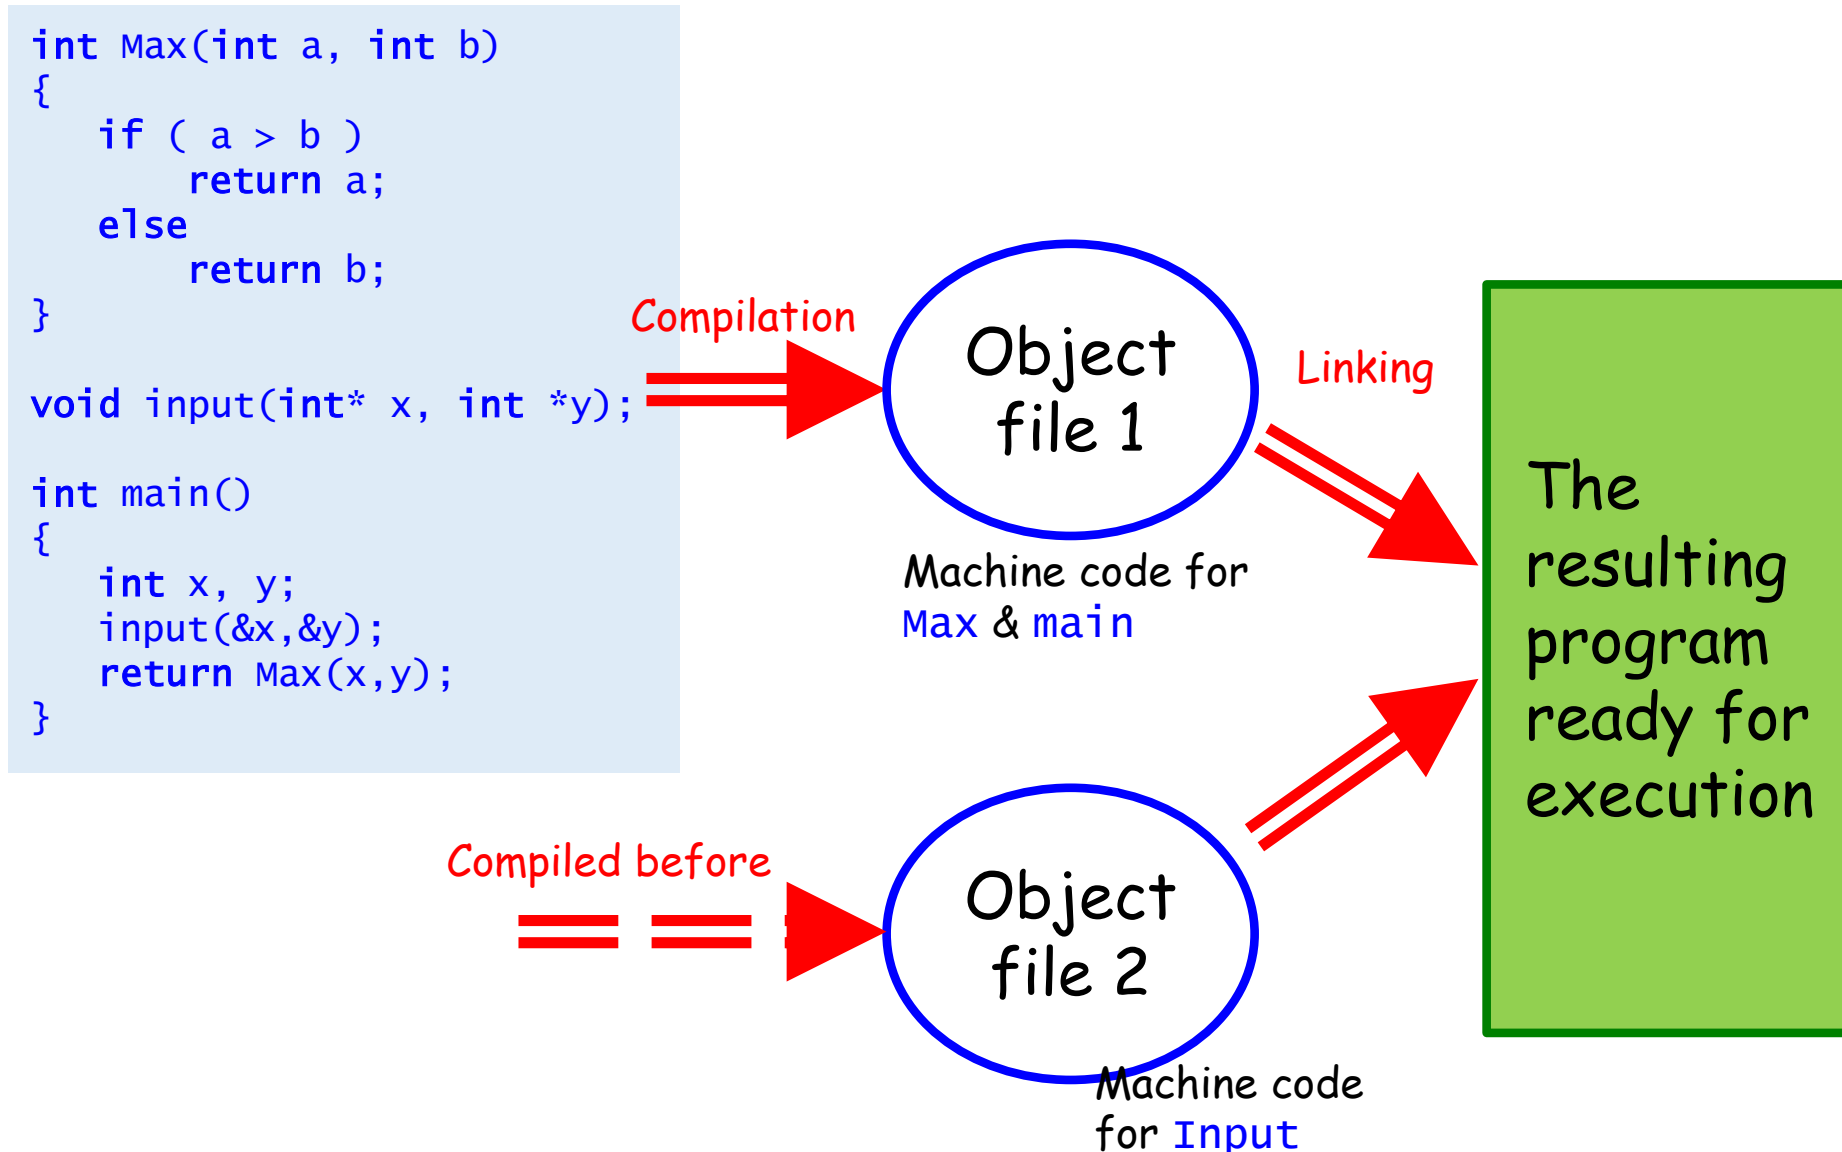 int Max(int a, int b)
{
if ( a > b )
return a;
else
return b;
}
void input(int* x, int *y);
int main()
{
int x, y;
input(&x,&y);
return Max(x,y);
}
Compilation
Object
file 1
Machine code for
Max & main
Linking
Compiled before
Object
file 2
Machine code
for Input
The
resulting
program
ready for
execution